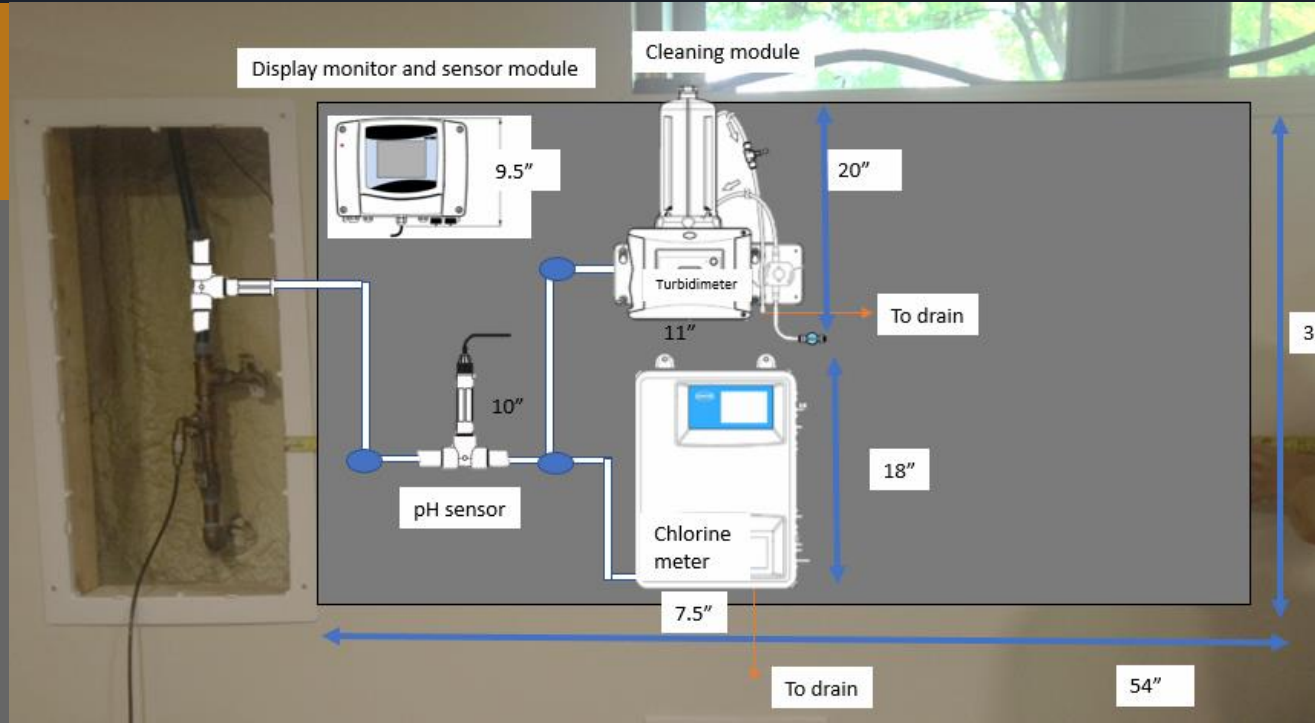 Cleaning module
Display monitor and sensor module
9.5”
20”
Turbidimeter
To drain
11”
3
10”
18”
pH sensor
Chlorine
meter
7.5”
To drain
54”